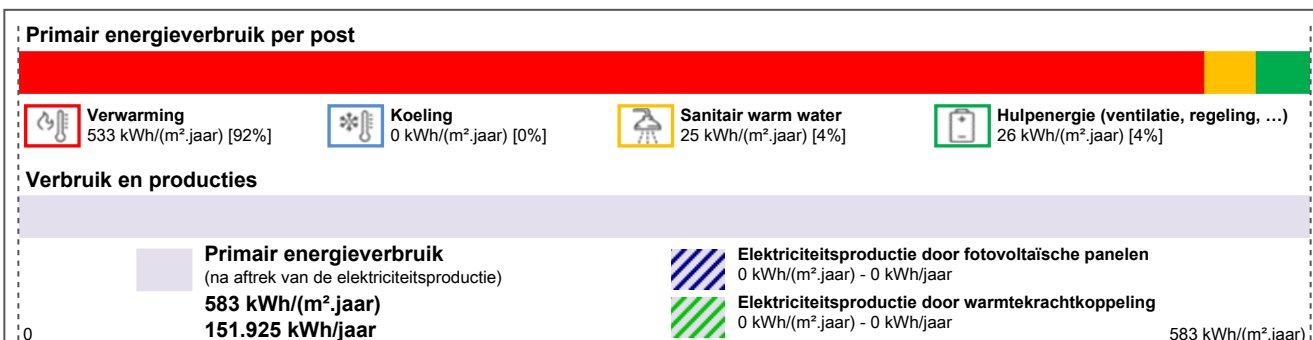 Primair energieverbruik per post
Verwarming
533 kWh/(m².jaar) [92%]
Koeling
0 kWh/(m².jaar) [0%]
Sanitair warm water
25 kWh/(m².jaar) [4%]
Hulpenergie (ventilatie, regeling, …)
26 kWh/(m².jaar) [4%]
Verbruik en producties
Primair energieverbruik
(na aftrek van de elektriciteitsproductie)
583 kWh/(m².jaar)
151.925 kWh/jaar
Elektriciteitsproductie door fotovoltaïsche panelen
0 kWh/(m².jaar) - 0 kWh/jaar
Elektriciteitsproductie door warmtekrachtkoppeling
0 kWh/(m².jaar) - 0 kWh/jaar
0
583 kWh/(m².jaar)